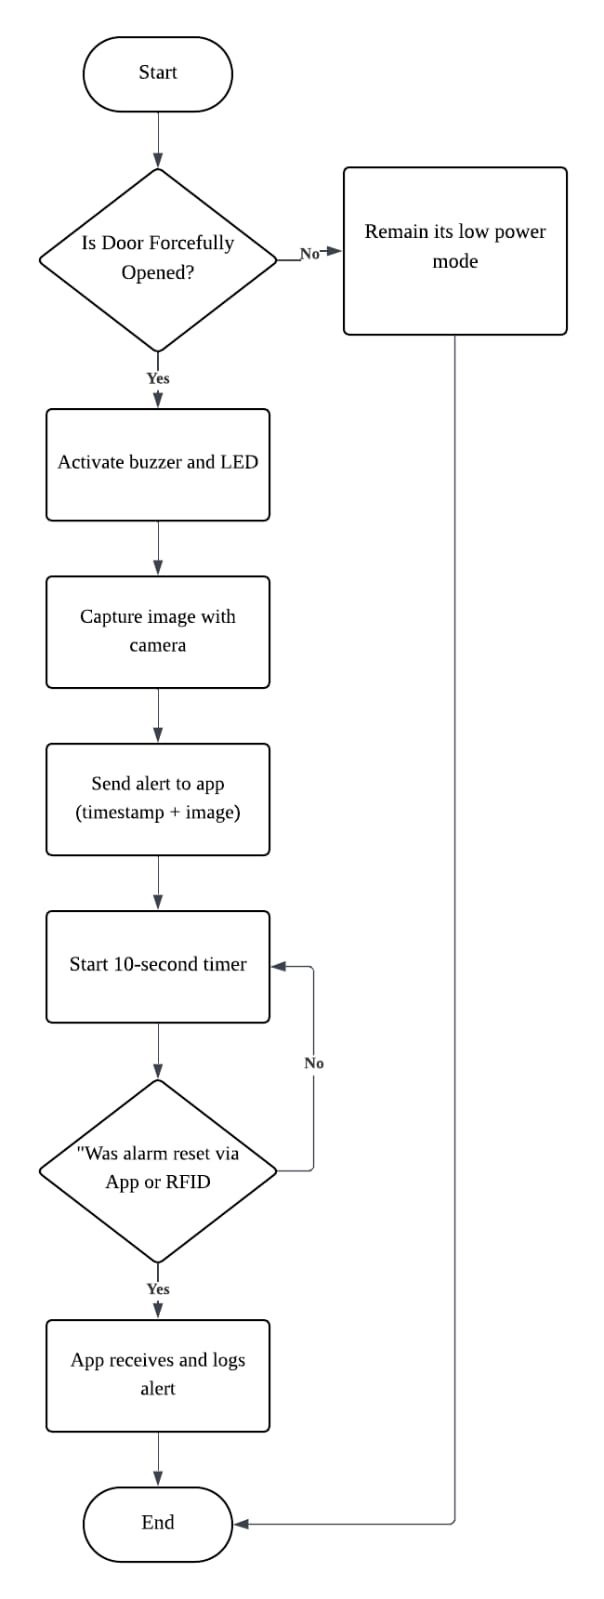 Start
Is Door Forcefully
Opened?
No
Remain its low power
mode
Yes
Activate buzzer and LED
Capture image with
camera
Send alert to app
(timestamp + image)
Start 10-second timer
No
"Was alarm reset via
App or RFID
Yes
App receives and logs
alert
End